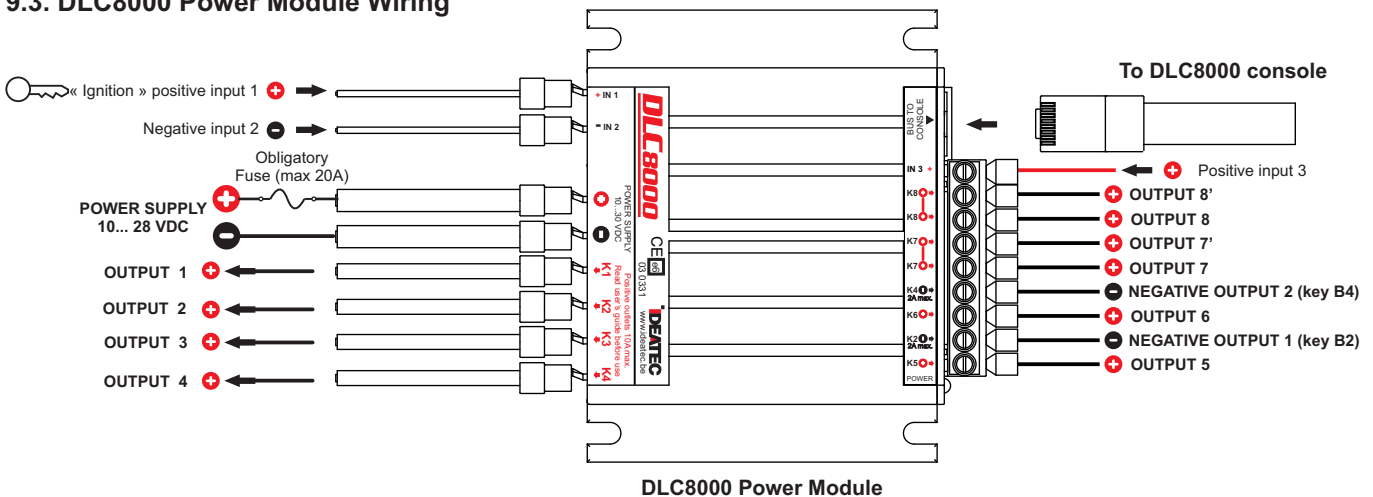 9.3. DLC8000 Power Module Wiring
To DLC8000 console
« Ignition » positive input 1 +
Negative input 2 -
Obligatory
Fuse (max 20A)
POWER SUPPLY
10... 28 VDC
+
-
OUTPUT 1 +
OUTPUT 2 +
OUTPUT 3 +
OUTPUT 4 +
+ IN 1
- IN 2
DLC8000
POWER SUPPLY
10...30 VDC
CE e6
03 0331
iDEATEC
www.ideatec.be
Positive outlets 10A max.
Read user's guide before use
K1
K2
K3
K4
BUS TO
CONSOLE
IN 3 +
K8
K8
K7
K7
K4
2A max.
K6
K2
2A max.
K5
POWER
+ Positive input 3
+ OUTPUT 8’
+ OUTPUT 8
+ OUTPUT 7’
+ OUTPUT 7
- NEGATIVE OUTPUT 2 (key B4)
+ OUTPUT 6
- NEGATIVE OUTPUT 1 (key B2)
+ OUTPUT 5
DLC8000 Power Module